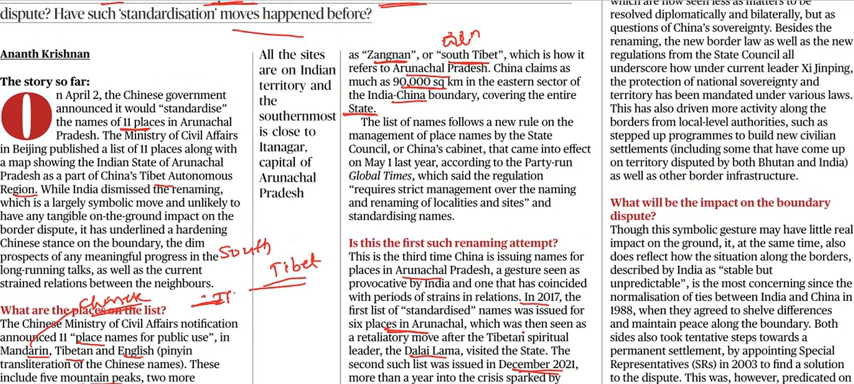 dispute? Have such ‘standardisation’ moves happened before?
Ananth Krishnan
The story so far:
On April 2, the Chinese government
announced it would “standardise”
the names of 11 places in Arunachal
Pradesh. The Ministry of Civil Affairs
in Beijing published a list of 11 places along with
a map showing the Indian State of Arunachal
Pradesh as a part of China’s Tibet Autonomous
Region. While India dismissed the renaming,
which is a largely symbolic move and unlikely to
have any tangible on-the-ground impact on the
border dispute, it has underlined a hardening
Chinese stance on the boundary, the dim
prospects of any meaningful progress in the
long-running talks, as well as the current
strained relations between the neighbours.
South
Tibet
What are the places on the list?
The Chinese Ministry of Civil Affairs notification
announced 11 “place names for public use”, in
Mandarin, Tibetan and English (pinyin
transliteration of the Chinese names). These
include five mountain peaks, two more
All the sites
are on Indian
territory and
the
southernmost
is close to
Itanagar,
capital of
Arunachal
Pradesh
as “Zangnan”, or “south Tibet”, which is how it
refers to Arunachal Pradesh. China claims as
much as 90,000 sq km in the eastern sector of
the India-China boundary, covering the entire
State.
The list of names follows a new rule on the
management of place names by the State
Council, or China’s cabinet, that came into effect
on May 1 last year, according to the Party-run
Global Times, which said the regulation
“requires strict management over the naming
and renaming of localities and sites” and
standardising names.
Is this the first such renaming attempt?
This is the third time China is issuing names for
places in Arunachal Pradesh, a gesture seen as
provocative by India and one that has coincided
with periods of strains in relations. In 2017, the
first list of “standardised” names was issued for
six places in Arunachal, which was then seen as
a retaliatory move after the Tibetan spiritual
leader, the Dalai Lama, visited the State. The
second such list was issued in December 2021,
more than a year into the crisis sparked by
resolved diplomatically and bilaterally, but as
questions of China’s sovereignty. Besides the
renaming, the new border law as well as the new
regulations from the State Council all
underscore how under current leader Xi Jinping,
the protection of national sovereignty and
territory has been mandated under various laws.
This has also driven more activity along the
borders from local-level authorities, such as
stepped up programmes to build new civilian
settlements (including some that have come up
on territory disputed by both Bhutan and India)
as well as other border infrastructure.
What will be the impact on the boundary
dispute?
Though this symbolic gesture may have little real
impact on the ground, it, at the same time, also
does reflect how the situation along the borders,
described by India as “stable but
unpredictable”, is the most concerning since the
normalisation of ties between India and China in
1988, when they agreed to shelve differences
and maintain peace along the boundary. Both
sides also took tentative steps towards a
permanent settlement, by appointing Special
Representatives (SRs) in 2003 to find a solution
to the dispute. This was, however, predicated on